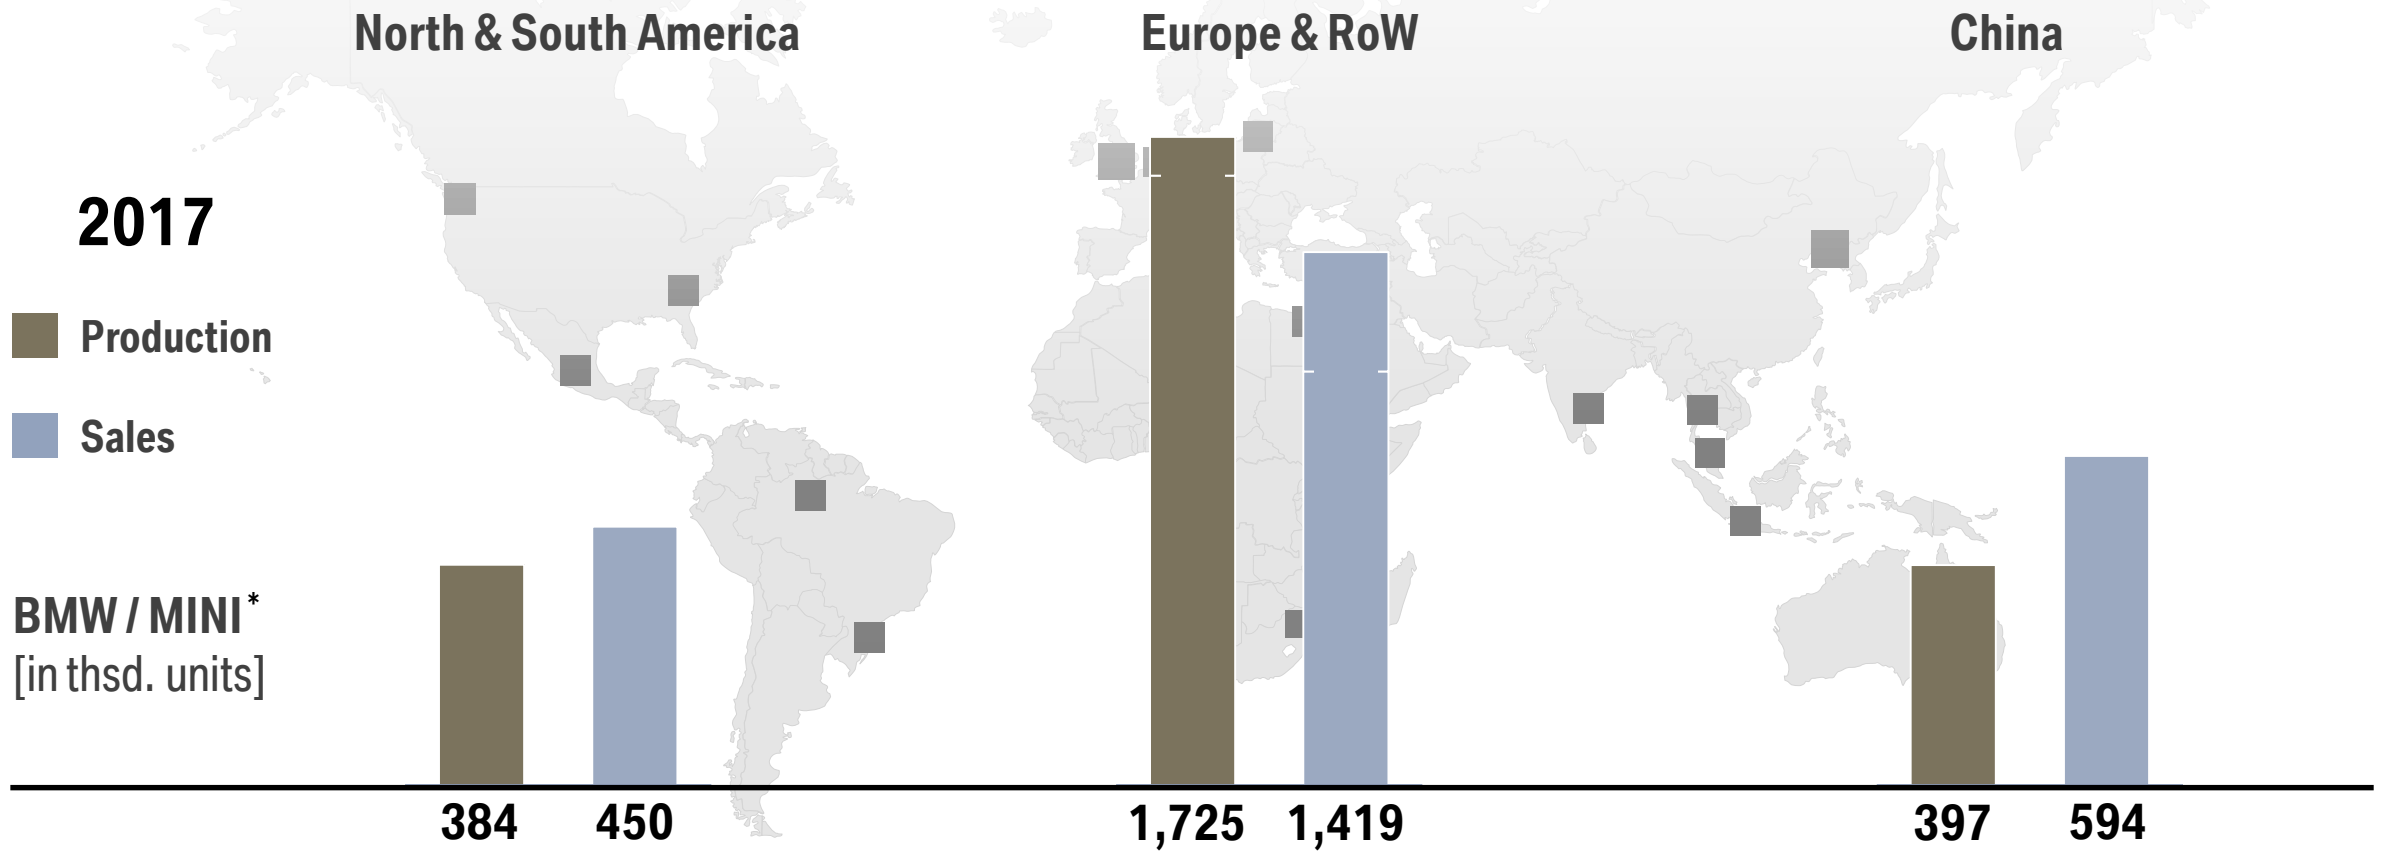 North & South America
Europe & RoW
China
2017
Production
Sales
BMW / MINI*
[in thsd. units]
384 450
1,725 1,419
397 594